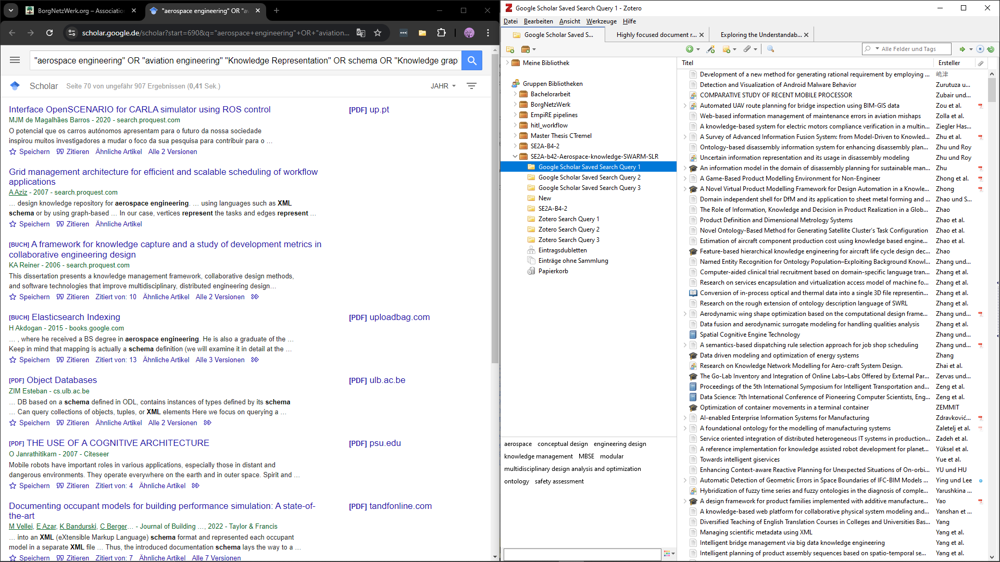 BorgNetzWerk.org – Associatio
"aerospace engineering" OR "a
scholar.google.de/scholar?start=690&q="aerospace+engineering"+OR+"aviation...
"aerospace engineering" OR "aviation engineering" "Knowledge Representation" OR schema OR "Knowledge grap
Scholar
Seite 70 von ungefähr 907 Ergebnissen (0,41 Sek.)
JAHR
Interface OpenSCENARIO for CARLA simulator using ROS control
[PDF] up.pt
MJM de Magalhães Barros - 2020 - search.proquest.com
O potencial que os carros autónomos apresentam para o futuro da nossa sociedade
inspirou muitos investigadores a mudar o foco da sua pesquisa para contribuir para o ...
Speichern Zitieren Ähnliche Artikel Alle 2 Versionen
Grid management architecture for efficient and scalable scheduling of workflow
applications
A Aziz - 2007 - search.proquest.com
... design knowledge repository for aerospace engineering. ... using languages such as XML
schema or by using graph-based ... In our case, vertices represent the tasks and edges represent ...
Speichern Zitieren Ähnliche Artikel
[BUCH] A framework for knowledge capture and a study of development metrics in
collaborative engineering design
KA Reiner - 2006 - search.proquest.com
This dissertation presents a knowledge management framework, collaborative design methods,
and software technologies that improve multidisciplinary, distributed engineering design…
Speichern Zitieren Zitiert von: 10 Ähnliche Artikel Alle 2 Versionen
[BUCH] Elasticsearch Indexing
[PDF] uploadbag.com
H Akdogan - 2015 - books.google.com
... , where he received a BS degree in aerospace engineering. He is also a graduate of the ...
Keep in mind that mapping is actually a schema definition (we will examine it in detail at the ...
Speichern Zitieren Zitiert von: 13 Ähnliche Artikel Alle 3 Versionen
[PDF] Object Databases
[PDF] ulb.ac.be
ZIM Esteban - cs.ulb.ac.be
... DB based on a schema defined in ODL, contains instances of types defined by its schema
... Can query collections of objects, tuples, or XML elements Here we focus on querying a ...
Speichern Zitieren Ähnliche Artikel Alle 2 Versionen
[PDF] THE USE OF A COGNITIVE ARCHITECTURE
[PDF] psu.edu
O Janrathitikarn - 2007 - Citeseer
Mobile robots have important roles in various applications, especially those in distant and
dangerous environments. They operate everywhere on the earth and in outer space. Spirit and ...
Speichern Zitieren Zitiert von: 4 Ähnliche Artikel
Documenting occupant models for building performance simulation: A state-of-
the-art
[PDF] tandfonline.com
M Vellei, E Azar, K Bandurski, C Berger… - Journal of Building …, 2022 - Taylor & Francis
... into an XML (eXtensible Markup Language) schema format and represented each occupant
model in a separate XML file ... Thus, the introduced documentation schema lays the way to a ...
Speichern Zitieren Zitiert von: 7 Ähnliche Artikel Alle 7 Versionen
Google Scholar Saved Search Query 1 - Zotero
Datei Bearbeiten Ansicht Werkzeuge Hilfe
Google Scholar Saved S...
Highly focused document r...
Exploring the Understandab...
Alle Felder und Tags
Meine Bibliothek
Gruppen Bibliotheken
Bachelorarbeit
BorgNetzWerk
EmpiRE pipelines
hitl_workflow
Master Thesis CTremel
SE2A-B4-2
SE2A-b42-Aerospace-knowledge-SWARM-SLR
Google Scholar Saved Search Query 1
Google Scholar Saved Search Query 2
Google Scholar Saved Search Query 3
New
SE2A-B4-2
Zotero Search Query 1
Zotero Search Query 2
Zotero Search Query 3
Eintragsdubletten
Einträge ohne Sammlung
Papierkorb
aerospace conceptual design engineering design
knowledge management MBSE modular
multidisciplinary design analysis and optimization
ontology safety assessment
Titel Ersteller
Development of a new method for generating rational requirement by employing ... 嶋津
Detection and Visualization of Android Malware Behavior Zurutuza u...
COMPARATIVE STUDY OF RECENT MOBILE PROCESSOR Zubair und...
Automated UAV route planning for bridge inspection using BIM-GIS data Zou et al.
Web-based information management of maintenance errors in aviation mishaps Zolla et al.
A knowledge-based system for electric motors compliance verification in a multin... Ziegler Has...
A Survey of Advanced Information Fusion System: from Model-Driven to Knowled... Zhu et al.
Ontology-based disassembly information system for enhancing disassembly plan... Zhu und Roy
Uncertain information representation and its usage in disassembly modeling Zhu und Roy
An information model in the domain of disassembly planning for sustainable man... Zhu
A Game-Based Product Modelling Environment for Non-Engineer Zhong et al.
A Novel Virtual Product Modelling Framework for Design Automation in a Knowle... Zhong
Domain independent shell for DfM and its application to sheet metal forming and ... Zhao und S...
The Role of Information, Knowledge and Decision in Product Realization in a Glob... Zhao
Product Definition and Dimensional Metrology Systems Zhao et al.
Novel Ontology-Based Method for Generating Satellite Cluster's Task Configuration Zhao et al.
Estimation of aircraft component production cost using knowledge based engine... Zhao et al.
Feature-based hierarchical knowledge engineering for aircraft life cycle design dec... Zhao
Named Entity Recognition for Ontology Population–Exploiting Background Knowl... Zhang und...
Computer-aided clinical trial recruitment based on domain-specific language tran... Zhang et al.
Research on services encapsulation and virtualization access model of machine fo... Zhang et al.
Conversion of in-process optical and thermal data into a single 3D file representin... Zhang et al.
Research on the rough extension of ontology description language of SWRL Zhang et al.
Aerodynamic wing shape optimization based on the computational design frame... Zhang und...
Data fusion and aerodynamic surrogate modeling for handling qualities analysis Zhang et al.
Spatial Cognitive Engine Technology Zhang und...
A semantics-based dispatching rule selection approach for job shop scheduling Zhang und...
Data driven modeling and optimization of energy systems Zhang
Research on Knowledge Network Modelling for Aero-craft System Design. Zhai et al.
The Go-Lab Inventory and Integration of Online Labs–Labs Offered by External Par... Zervas und...
Proceedings of the 5th International Symposium for Intelligent Transportation and... Zeng et al.
Data Science: 7th International Conference of Pioneering Computer Scientists, Eng... Zeng et al.
Optimization of container movements in a terminal container ZEMMIT
AI-enabled Enterprise Information Systems for Manufacturing Zdravković...
A foundational ontology for the modelling of manufacturing systems Zaletelj et al.
Service oriented integration of distributed heterogeneous IT systems in production... Zadeh et al.
A reference implementation for knowledge assisted robot development for planet... Yüksel et al.
Towards intelligent giservices Yue et al.
Enhancing Context-aware Reactive Planning for Unexpected Situations of On-orbi... YU und HU
Automatic Detection of Geometric Errors in Space Boundaries of IFC-BIM Models ... Ying und Lee
Hybridization of fuzzy time series and fuzzy ontologies in the diagnosis of comple... Yarushkina ...
A design framework for product families implemented with additive manufacture... Yao
A knowledge-based web platform for collaborative physical system modeling and... Yanshan et ...
Diversified Teaching of English Translation Courses in Colleges and Universities Bas... Yang
Managing scientific metadata using XML Yang et al.
Intelligent bridge management via big data knowledge engineering Yang et al.
Intelligent planning of product assembly sequences based on spatio-temporal se... Yang et al.